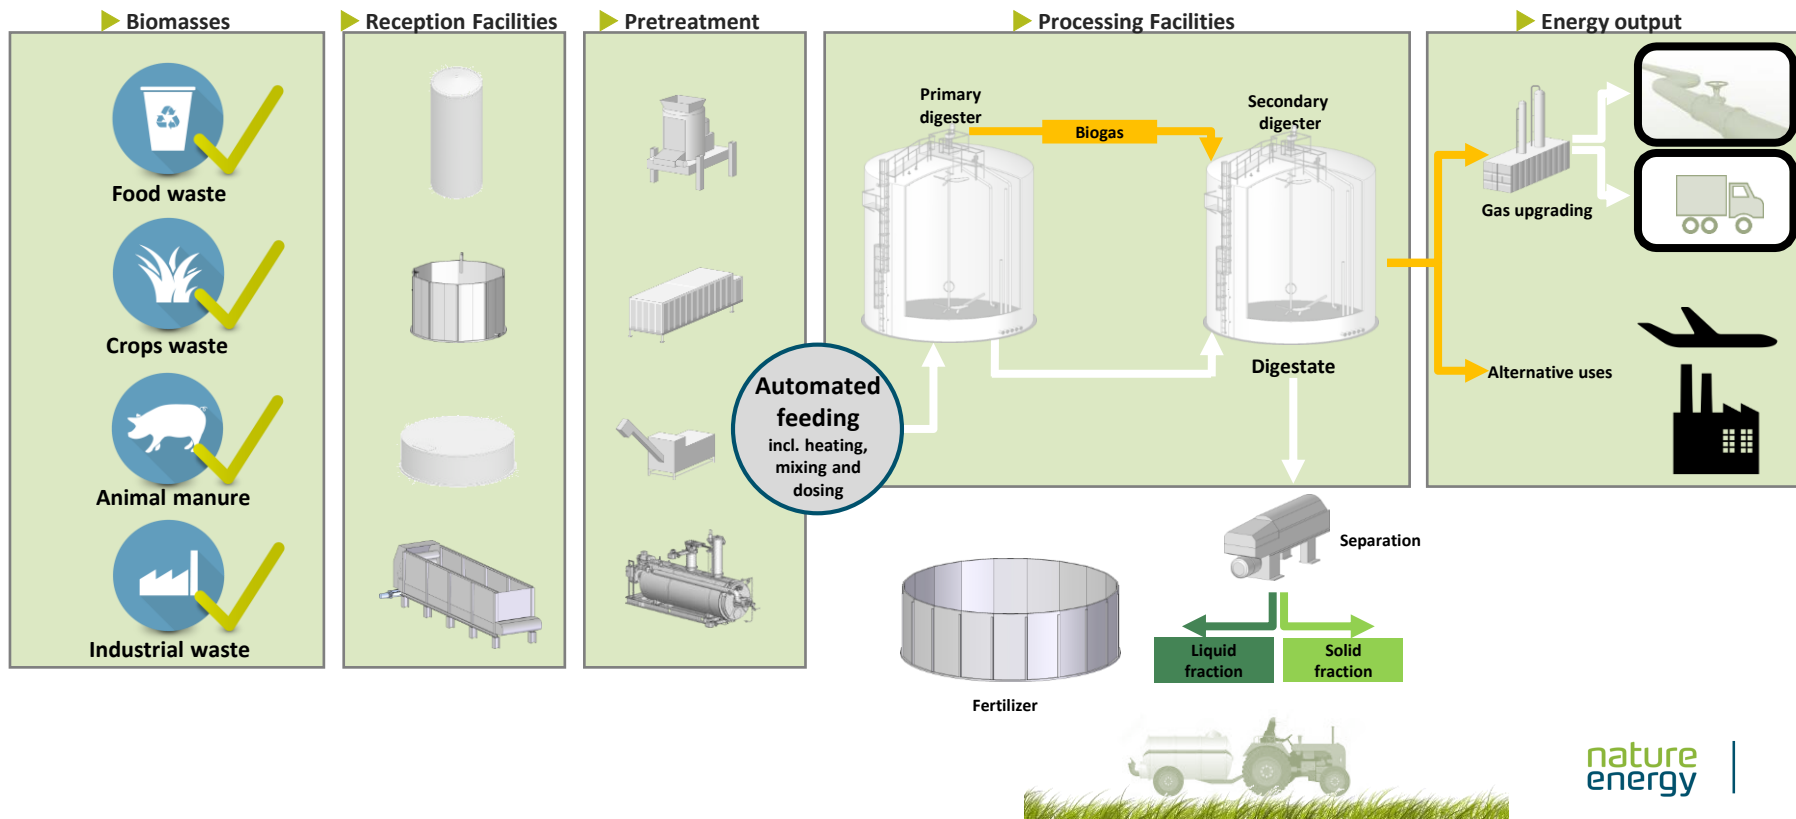 Biomasses
Reception Facilities
Pretreatment
Processing Facilities
Energy output
Food waste
Crops waste
Animal manure
Industrial waste
Automated
feeding
incl. heating,
mixing and
dosing
Primary
digester
Biogas
Secondary
digester
Digestate
Gas upgrading
Alternative uses
Separation
Liquid
fraction
Solid
fraction
Fertilizer
nature
energy